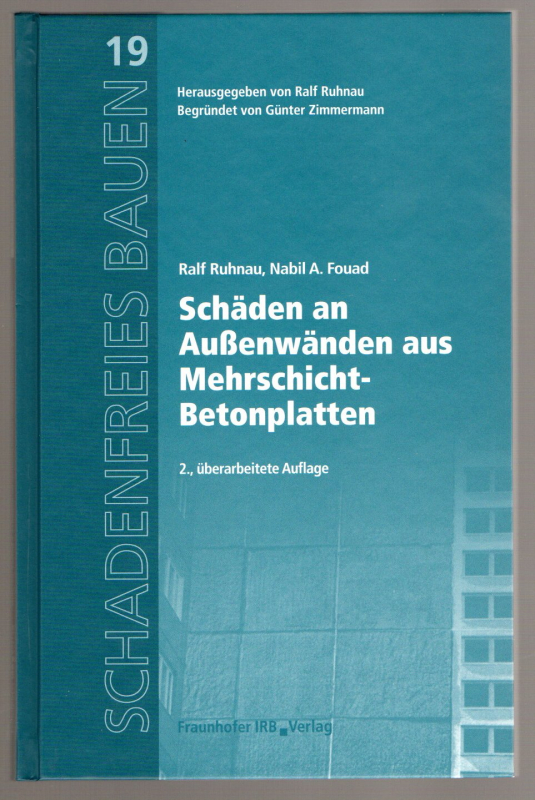 19
SCHADENFREIES BAUEN
Herausgegeben von Ralf Ruhnau
Begründet von Günter Zimmermann
Ralf Ruhnau, Nabil A. Fouad
Schäden an
Außenwänden aus
Mehrschicht-
Betonplatten
2., überarbeitete Auflage
Fraunhofer IRB Verlag